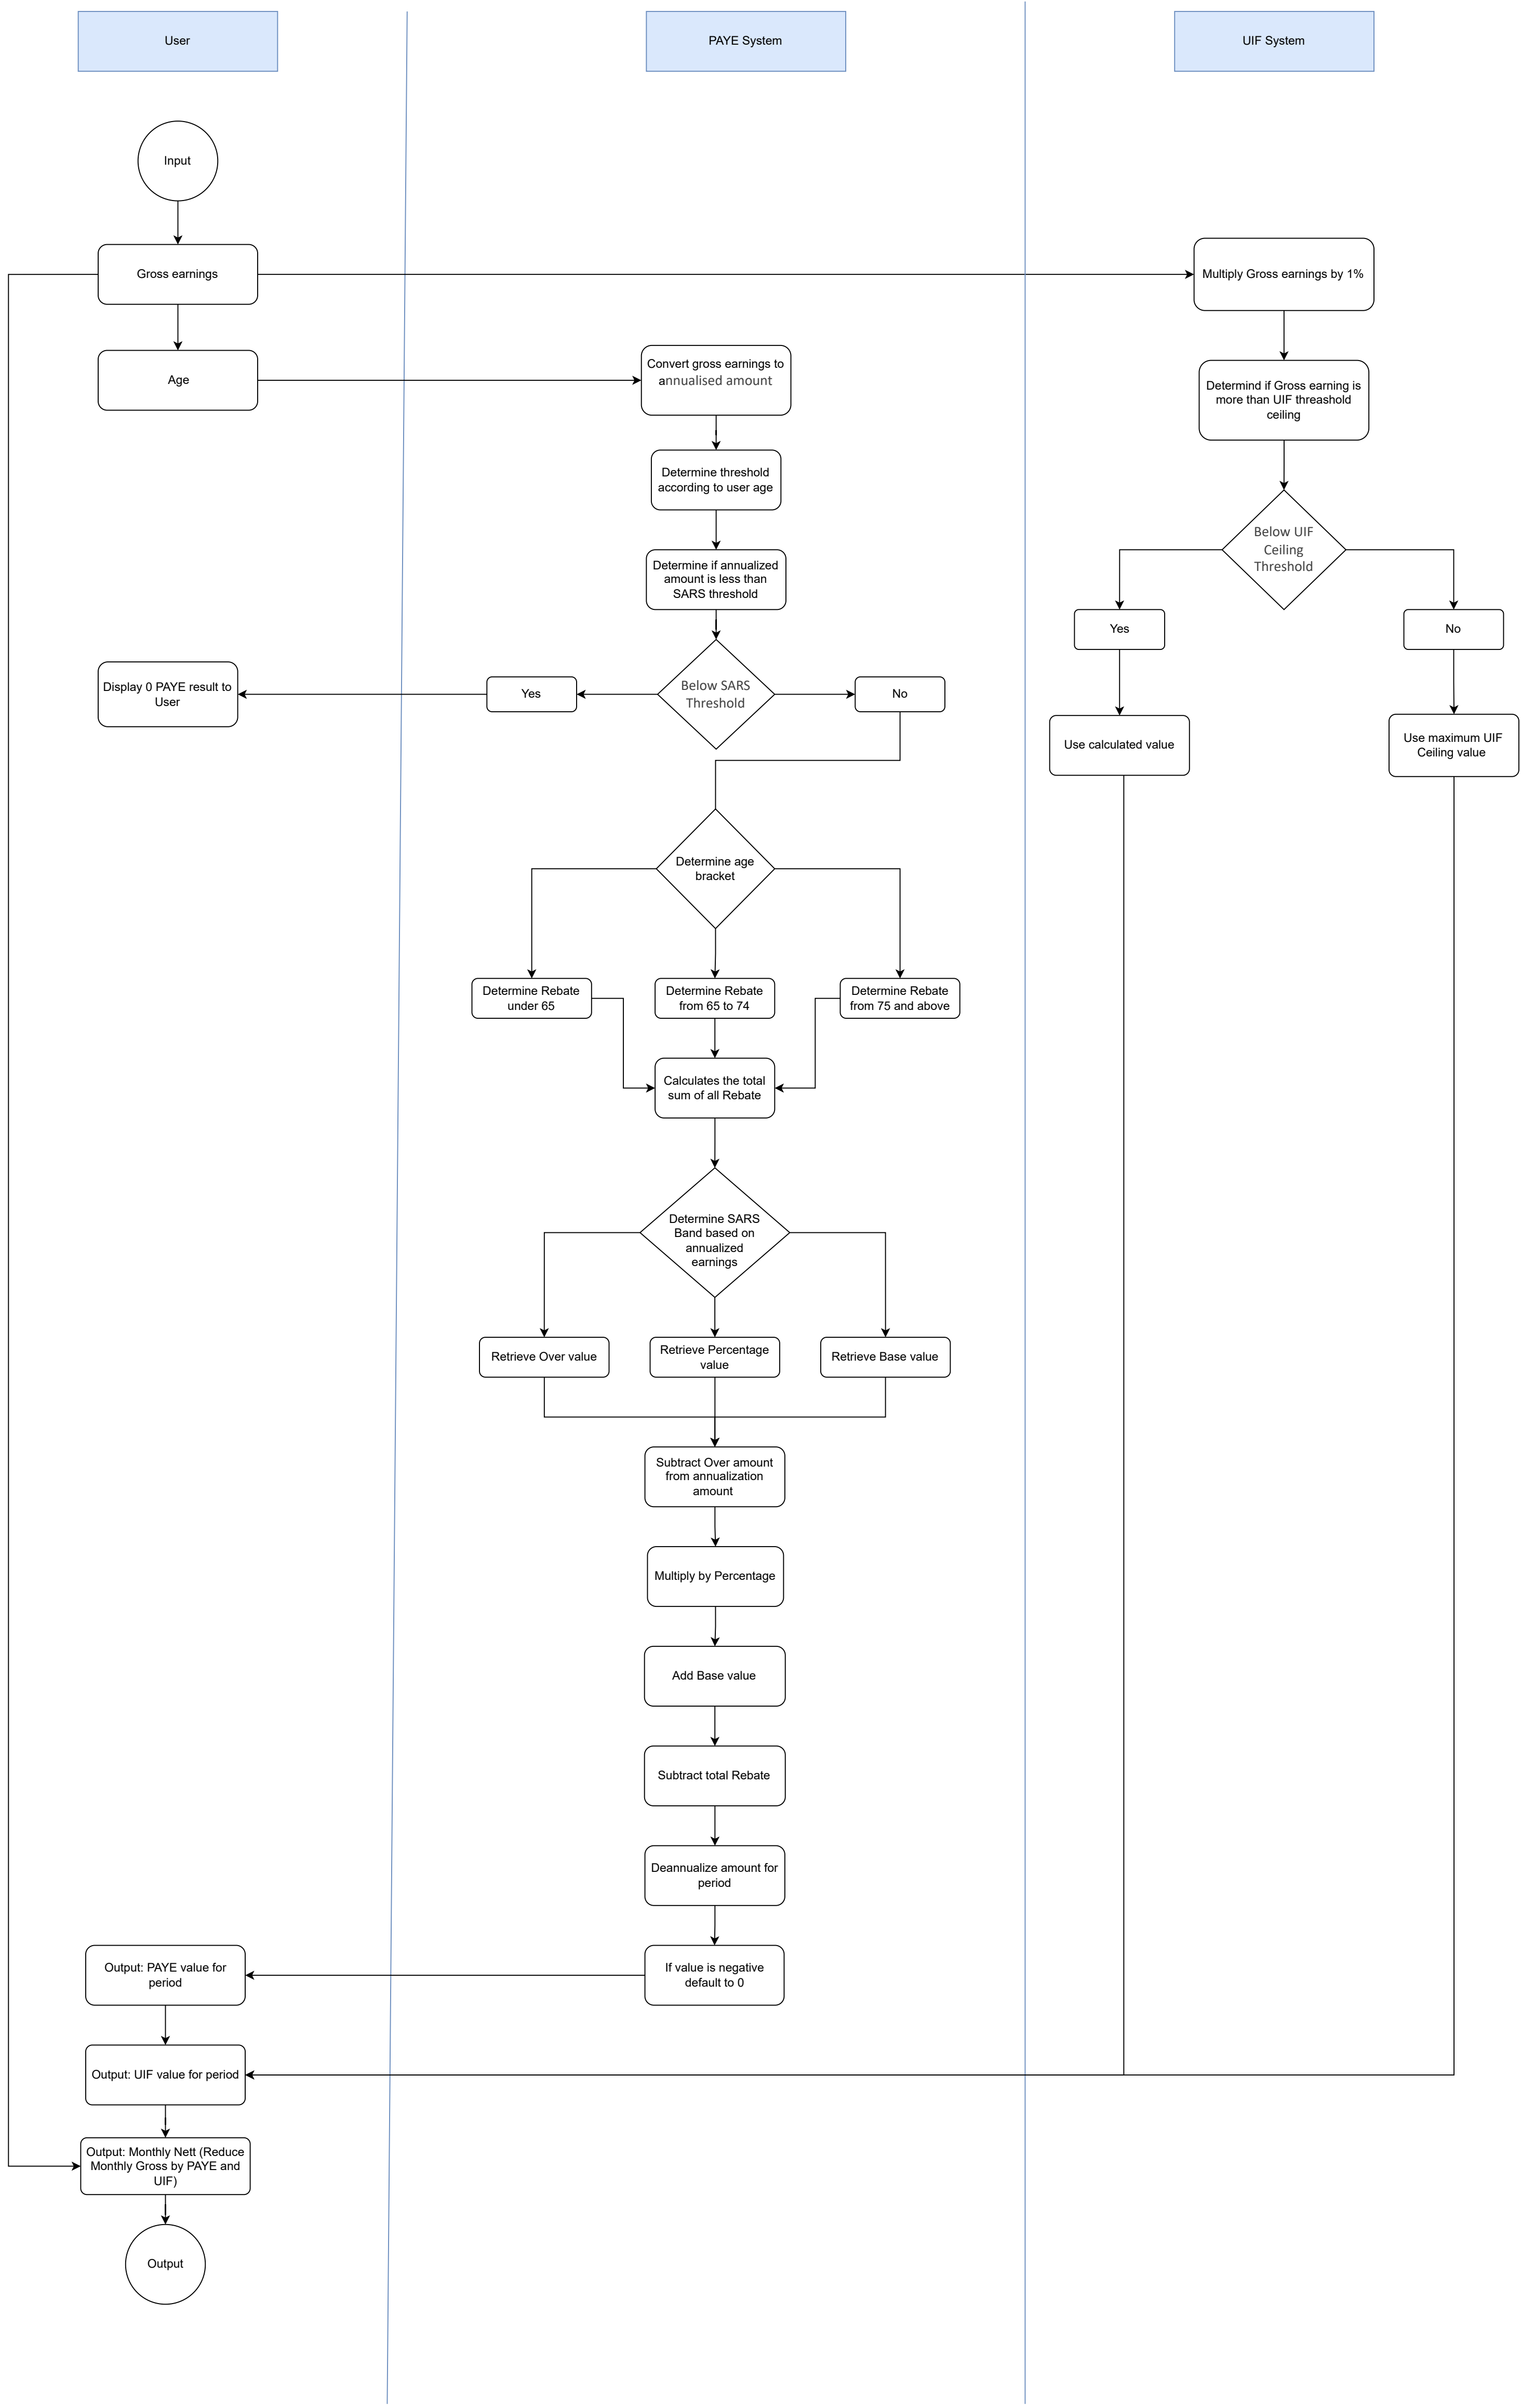 User
PAYE System
UIF System
Input
Gross earnings
Multiply Gross earnings by 1%
Age
Convert gross earnings to
annualised amount
Determind if Gross earning is
more than UIF threashold
ceiling
Determine threshold
according to user age
Below UIF
Ceiling
Threshold
Determine if annualized
amount is less than
SARS threshold
Yes
No
Display 0 PAYE result to
User
Yes
Below SARS
Threshold
No
Use calculated value
Use maximum UIF
Ceiling value
Determine age
bracket
Determine Rebate
under 65
Determine Rebate
from 65 to 74
Determine Rebate
from 75 and above
Calculates the total
sum of all Rebate
Determine SARS
Band based on
annualized
earnings
Retrieve Over value
Retrieve Percentage
value
Retrieve Base value
Subtract Over amount
from annualization
amount
Multiply by Percentage
Add Base value
Subtract total Rebate
Deannualize amount for
period
Output: PAYE value for
period
If value is negative
default to 0
Output: UIF value for period
Output: Monthly Nett (Reduce
Monthly Gross by PAYE and
UIF)
Output